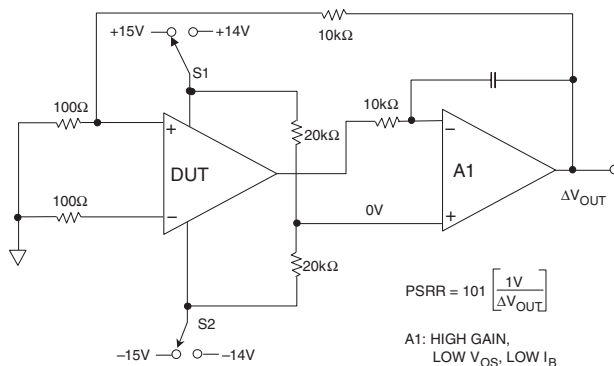 +15V
+14V
10kΩ
S1
100Ω
10kΩ
+
20kΩ
−
DUT
A1
100Ω
−
0V
+
ΔVOUT
20kΩ
PSRR = 101 [1V / ΔVOUT]
S2
−15V
−14V
A1: HIGH GAIN,
LOW VOS, LOW IB